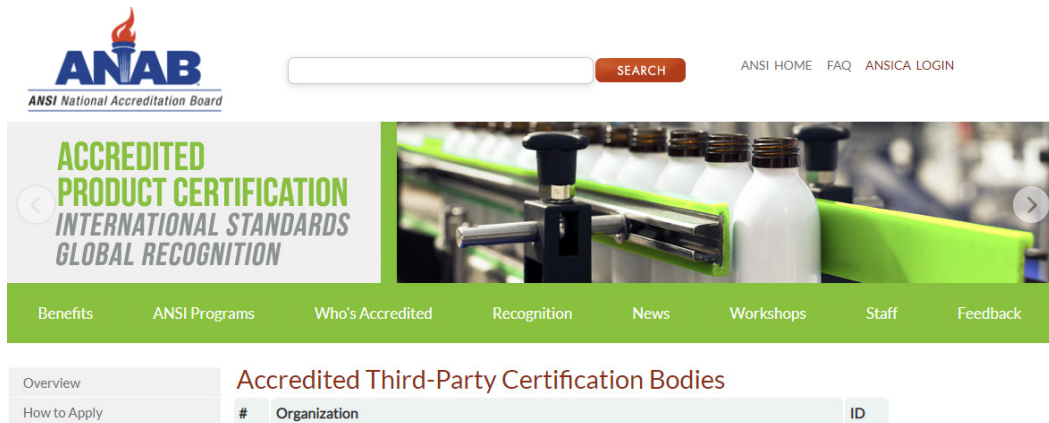 ANAB
ANSI National Accreditation Board
SEARCH
ANSI HOME FAQ ANSICA LOGIN
ACCREDITED
PRODUCT CERTIFICATION
INTERNATIONAL STANDARDS
GLOBAL RECOGNITION
Benefits ANSI Programs Who's Accredited Recognition News Workshops Staff Feedback
Overview
How to Apply
Accredited Third-Party Certification Bodies
# Organization ID